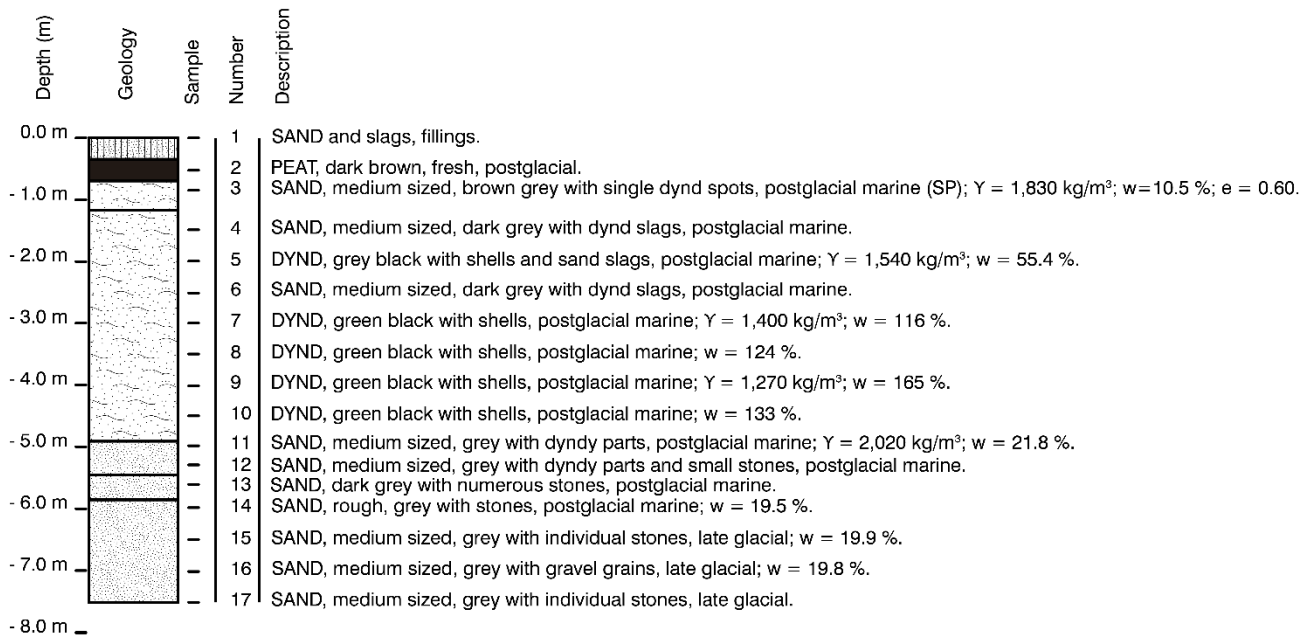 Depth (m) Geology Sample Number Description
0.0 m 1 SAND and slags, fillings.
2 PEAT, dark brown, fresh, postglacial.
- 1.0 m 3 SAND, medium sized, brown grey with single dynd spots, postglacial marine (SP); ϒ = 1,830 kg/m³; w=10.5 %; e = 0.60.
4 SAND, medium sized, dark grey with dynd slags, postglacial marine.
- 2.0 m 5 DYND, grey black with shells and sand slags, postglacial marine; ϒ = 1,540 kg/m³; w = 55.4 %.
6 SAND, medium sized, dark grey with dynd slags, postglacial marine.
- 3.0 m 7 DYND, green black with shells, postglacial marine; ϒ = 1,400 kg/m³; w = 116 %.
8 DYND, green black with shells, postglacial marine; w = 124 %.
- 4.0 m 9 DYND, green black with shells, postglacial marine; ϒ = 1,270 kg/m³; w = 165 %.
10 DYND, green black with shells, postglacial marine; w = 133 %.
- 5.0 m 11 SAND, medium sized, grey with dyndy parts, postglacial marine; ϒ = 2,020 kg/m³; w = 21.8 %.
12 SAND, medium sized, grey with dyndy parts and small stones, postglacial marine.
13 SAND, dark grey with numerous stones, postglacial marine.
- 6.0 m 14 SAND, rough, grey with stones, postglacial marine; w = 19.5 %.
15 SAND, medium sized, grey with individual stones, late glacial; w = 19.9 %.
- 7.0 m 16 SAND, medium sized, grey with gravel grains, late glacial; w = 19.8 %.
17 SAND, medium sized, grey with individual stones, late glacial.
- 8.0 m